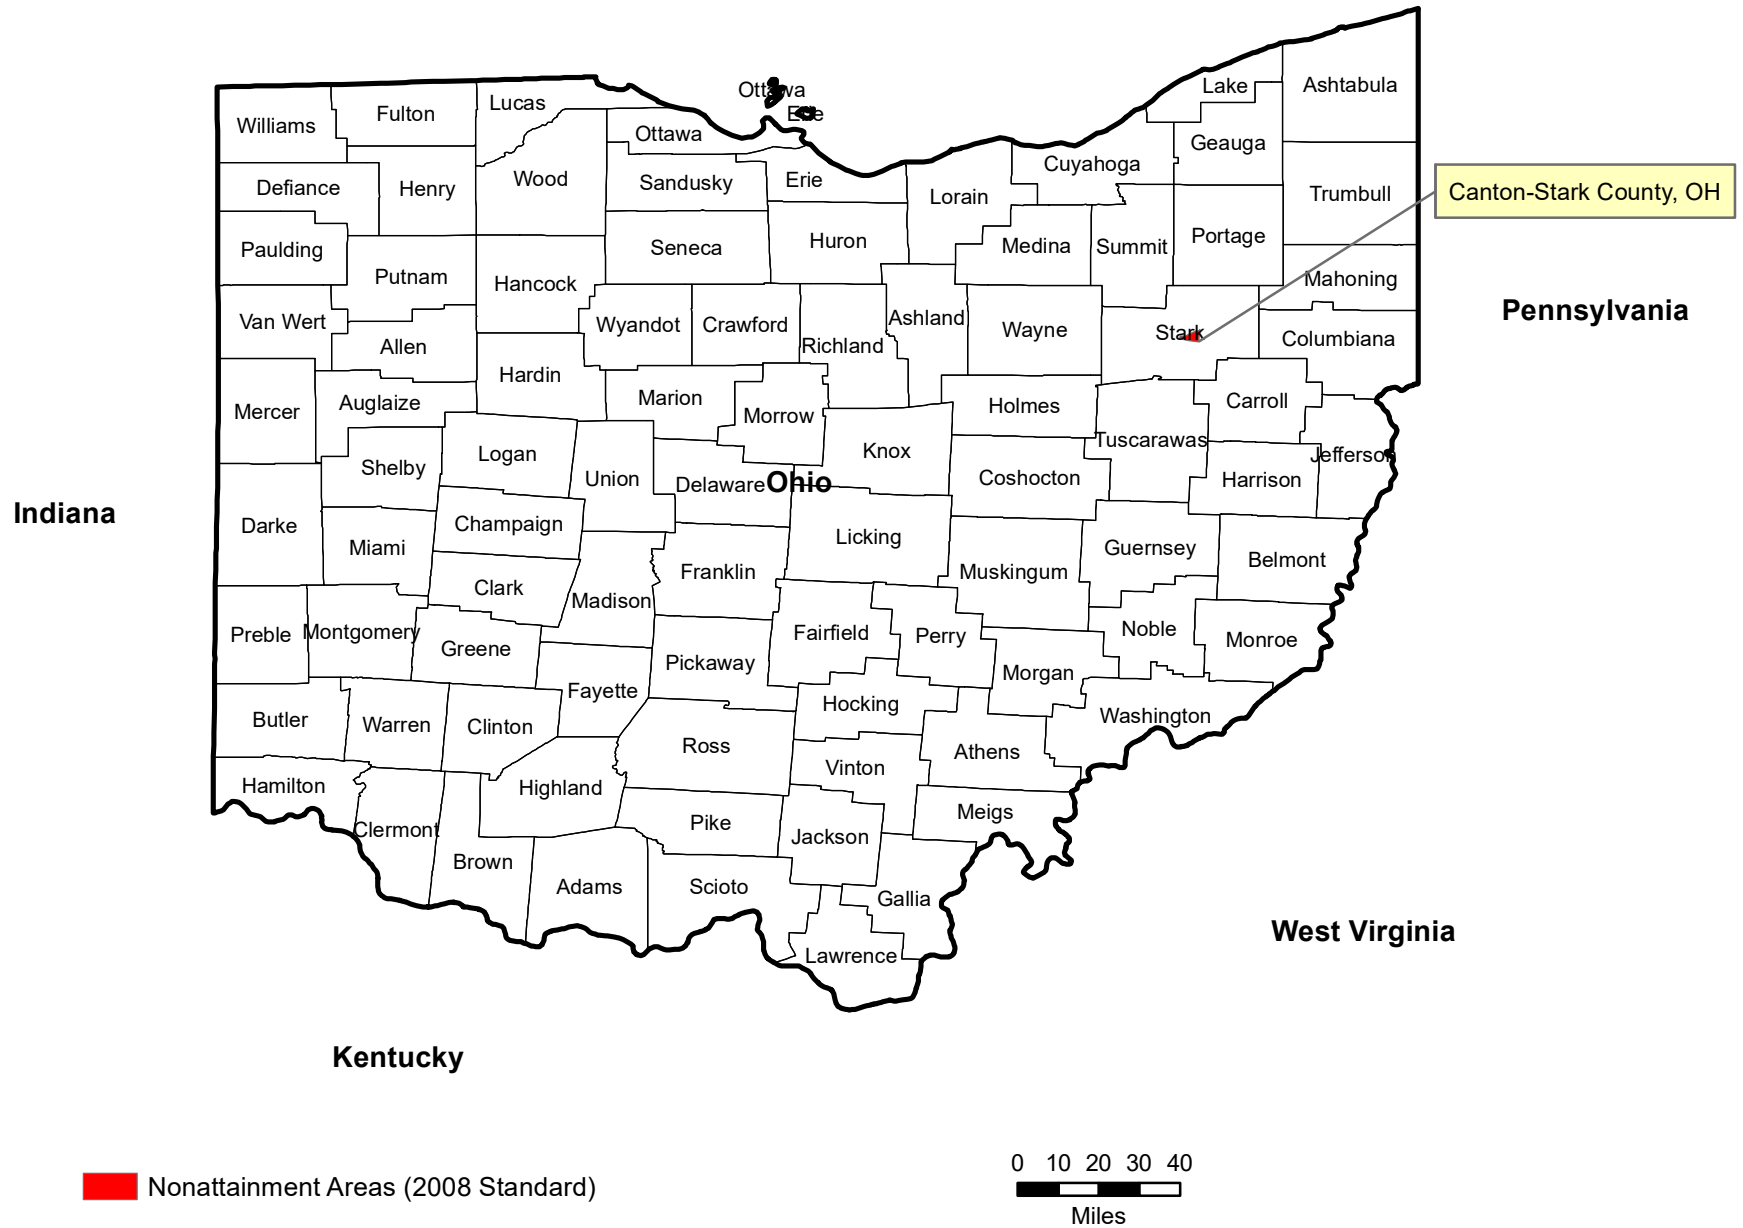 Ottawa
Erie
Lake
Ashtabula
Williams
Fulton
Lucas
Ottawa
Geauga
Cuyahoga
Defiance
Henry
Wood
Sandusky
Erie
Lorain
Trumbull
Canton-Stark County, OH
Paulding
Putnam
Hancock
Seneca
Huron
Medina
Summit
Portage
Mahoning
Pennsylvania
Van Wert
Allen
Wyandot
Crawford
Richland
Ashland
Wayne
Stark
Columbiana
Mercer
Auglaize
Hardin
Marion
Morrow
Holmes
Carroll
Tuscarawas
Jefferson
Shelby
Logan
Union
Delaware
Ohio
Knox
Coshocton
Harrison
Indiana
Darke
Miami
Champaign
Licking
Guernsey
Belmont
Clark
Madison
Franklin
Muskingum
Preble
Montgomery
Greene
Fairfield
Perry
Noble
Monroe
Fayette
Pickaway
Hocking
Morgan
Washington
Butler
Warren
Clinton
Ross
Vinton
Athens
Hamilton
Highland
Pike
Jackson
Meigs
Clermont
Brown
Adams
Scioto
Gallia
Lawrence
West Virginia
Kentucky
Nonattainment Areas (2008 Standard)
0 10 20 30 40
Miles